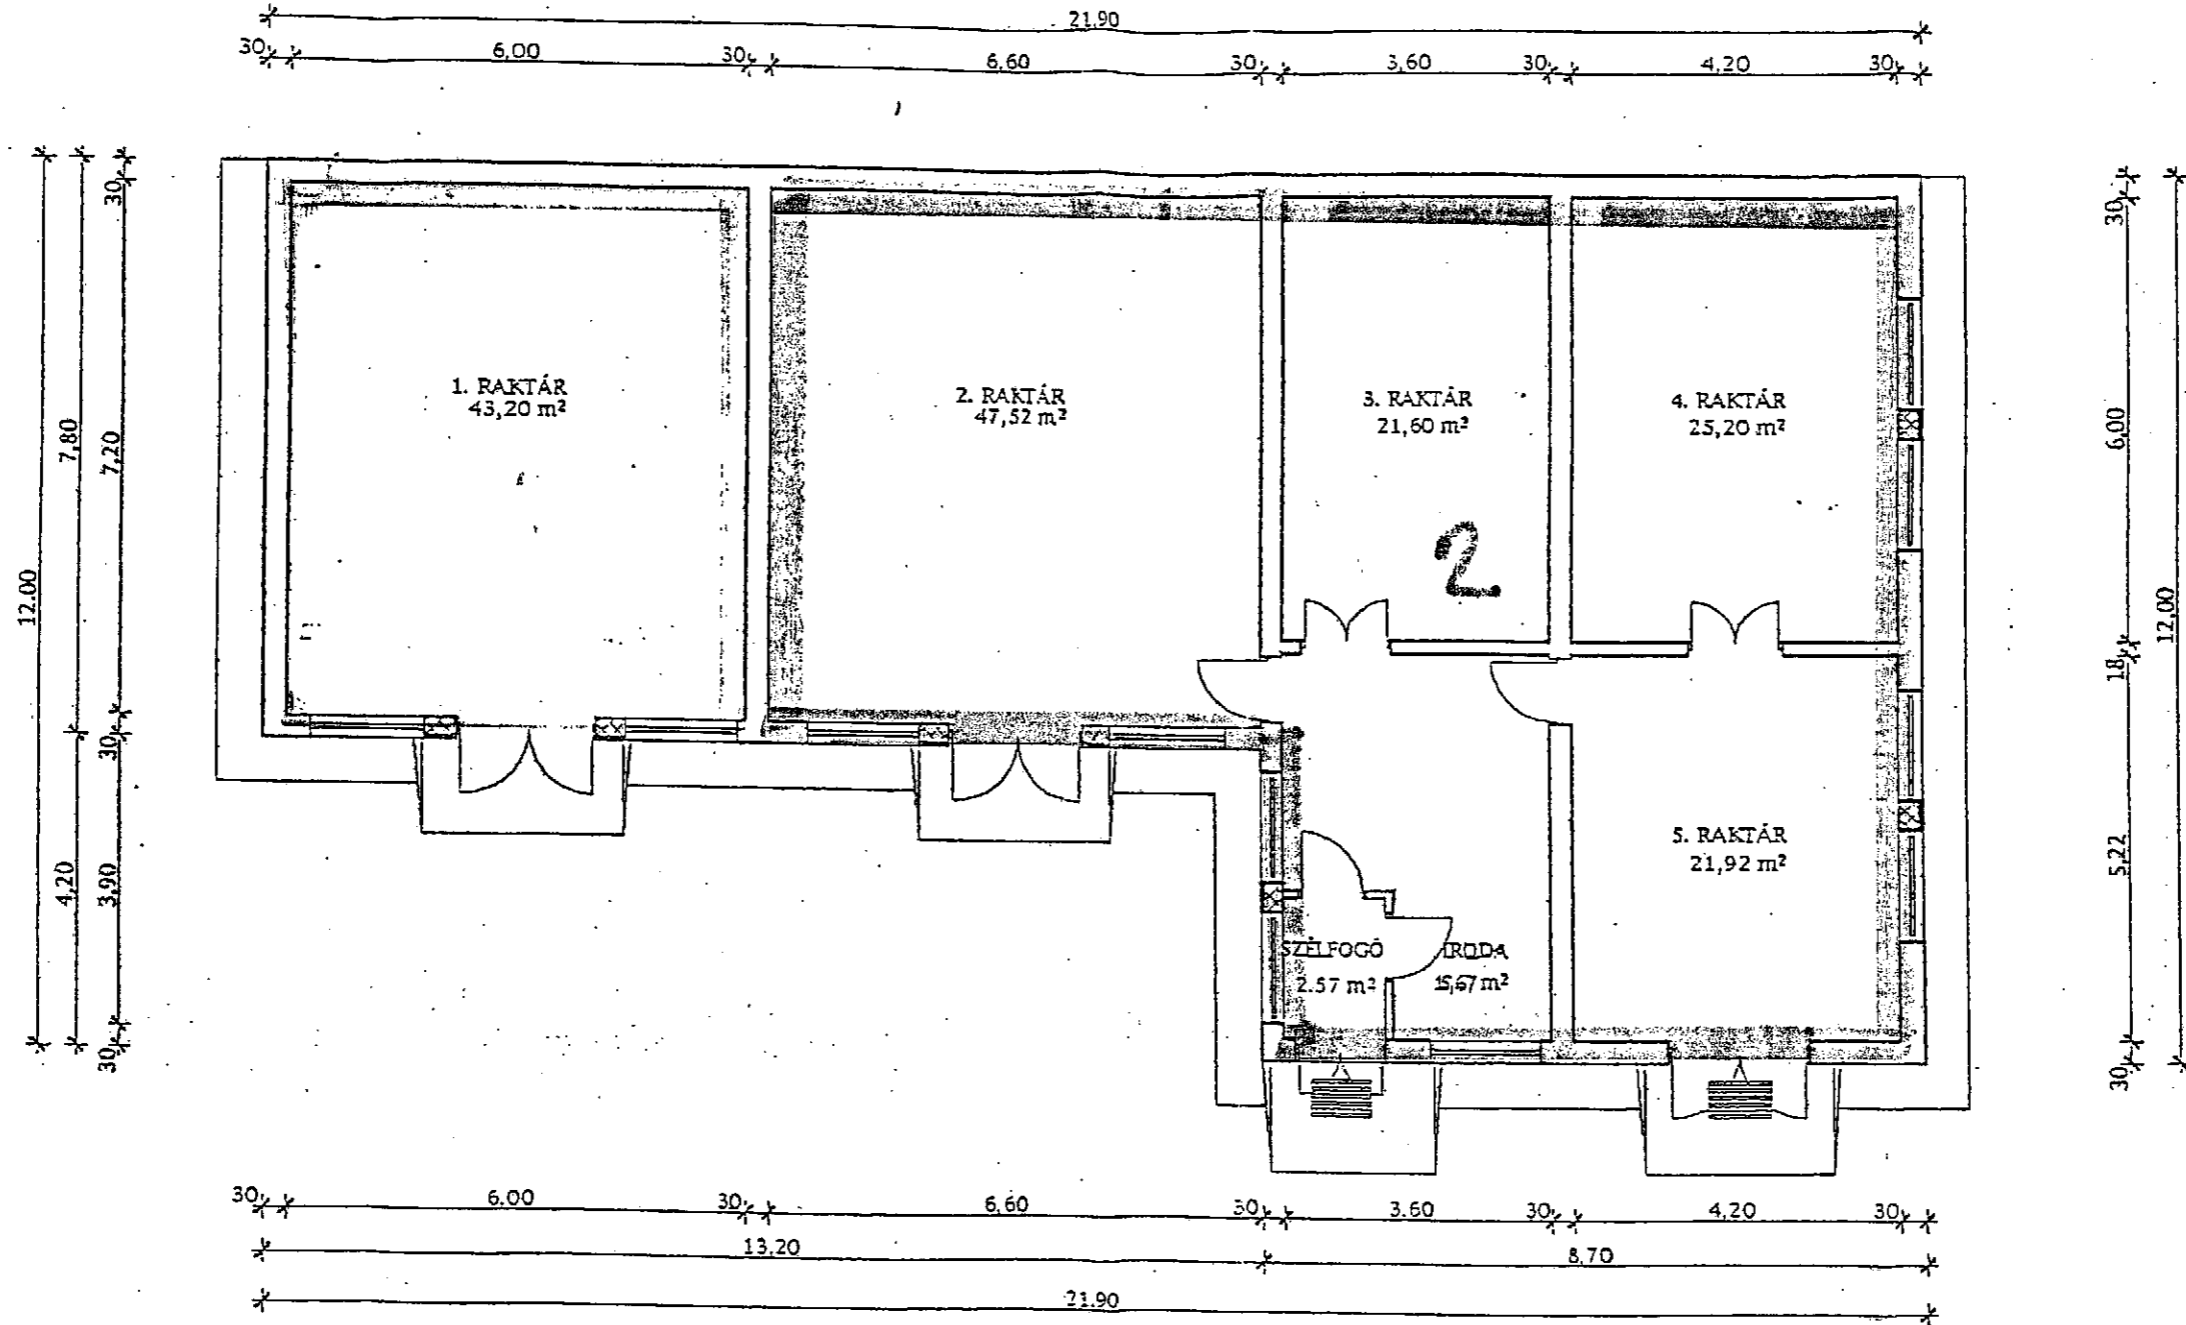 21,90
30 6,00 30 6,60 30 3,60 30 4,20 30
12.00
7,80
4,20
30
7,20
30
3,90
30
1. RAKTÁR
43,20 m²
2. RAKTÁR
47,52 m²
3. RAKTÁR
21,60 m²
4. RAKTÁR
25,20 m²
2
5. RAKTÁR
21,92 m²
SZÉLFOGÓ
2.57 m²
IRODA
15,67 m²
30
6,00
18
5,22
30
12,00
30 6.00 30 6,60 30 3.60 30 4,20 30
13,20 8,70
21.90